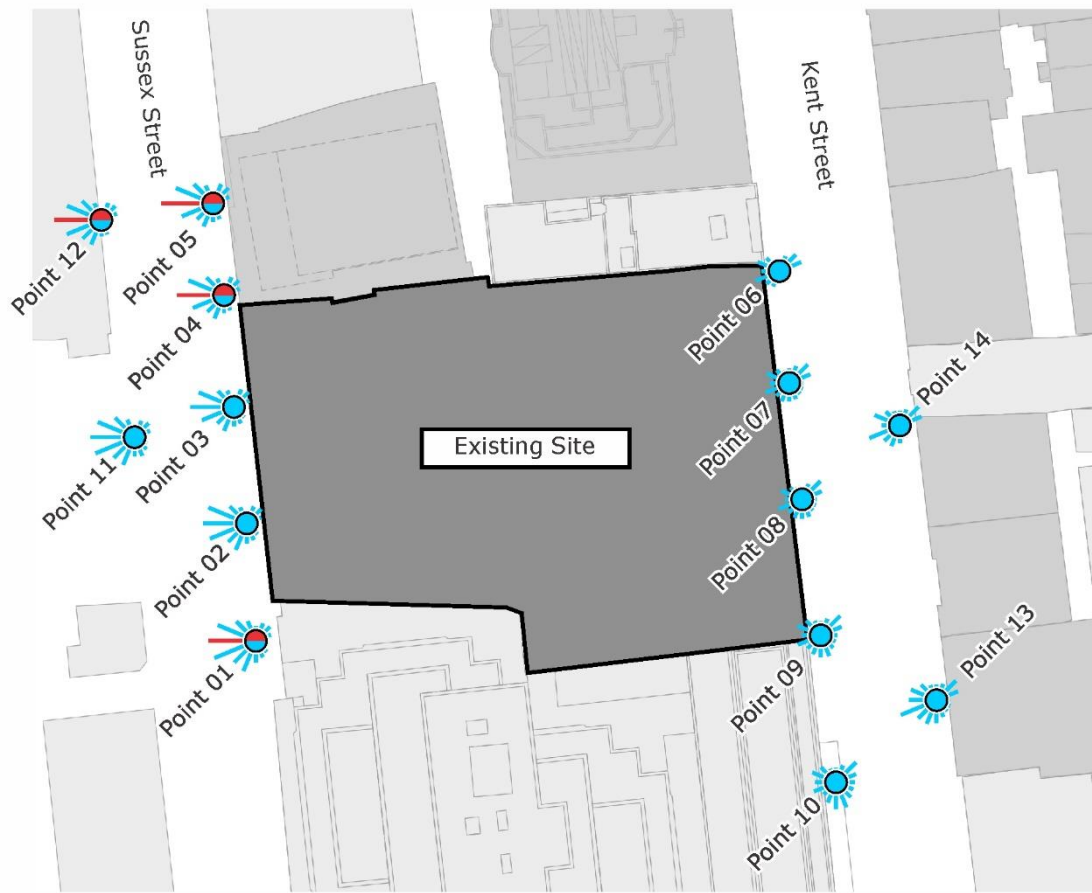 Sussex Street
Kent Street
Point 12
Point 05
Point 04
Point 06
Point 14
Point 03
Point 07
Point 11
Existing Site
Point 02
Point 08
Point 01
Point 09
Point 13
Point 10